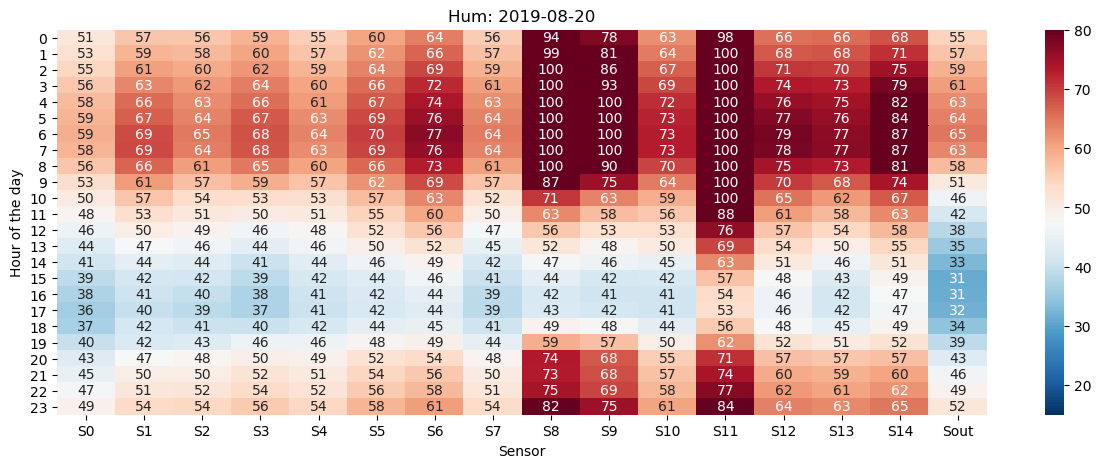 Hum: 2019-08-20
Hour of the day
0 51 57 56 59 55 60 64 56 94 78 63 98 66 66 68 55
1 53 59 58 60 57 62 66 57 99 81 64 100 68 68 71 57
2 55 61 60 62 59 64 69 59 100 86 67 100 71 70 75 59
3 56 63 62 64 60 66 72 61 100 93 69 100 74 73 79 61
4 58 66 63 66 61 67 74 63 100 100 72 100 76 75 82 63
5 59 67 64 67 63 69 76 64 100 100 73 100 77 76 84 64
6 59 69 65 68 64 70 77 64 100 100 73 100 79 77 87 65
7 58 69 64 68 63 69 76 64 100 100 73 100 78 77 87 63
8 56 66 61 65 60 66 73 61 100 90 70 100 75 73 81 58
9 53 61 57 59 57 62 69 57 87 75 64 100 70 68 74 51
10 50 57 54 53 53 57 63 52 71 63 59 100 65 62 67 46
11 48 53 51 50 51 55 60 50 63 58 56 88 61 58 63 42
12 46 50 49 46 48 52 56 47 56 53 53 76 57 54 58 38
13 44 47 46 44 46 50 52 45 52 48 50 69 54 50 55 35
14 41 44 44 41 44 46 49 42 47 46 45 63 51 46 51 33
15 39 42 42 39 42 44 46 41 44 42 42 57 48 43 49 31
16 38 41 40 38 41 42 44 39 42 41 41 54 46 42 47 31
17 36 40 39 37 41 42 44 39 43 42 41 53 46 42 47 32
18 37 42 41 40 42 44 45 41 49 48 44 56 48 45 49 34
19 40 42 43 46 46 48 49 44 59 57 50 62 52 51 52 39
20 43 47 48 50 49 52 54 48 74 68 55 71 57 57 57 43
21 45 50 50 52 51 54 56 50 73 68 57 74 60 59 60 46
22 47 51 52 54 52 56 58 51 75 69 58 77 62 61 62 49
23 49 54 54 56 54 58 61 54 82 75 61 84 64 63 65 52
S0 S1 S2 S3 S4 S5 S6 S7 S8 S9 S10 S11 S12 S13 S14 Sout
Sensor
80
70
60
50
40
30
20